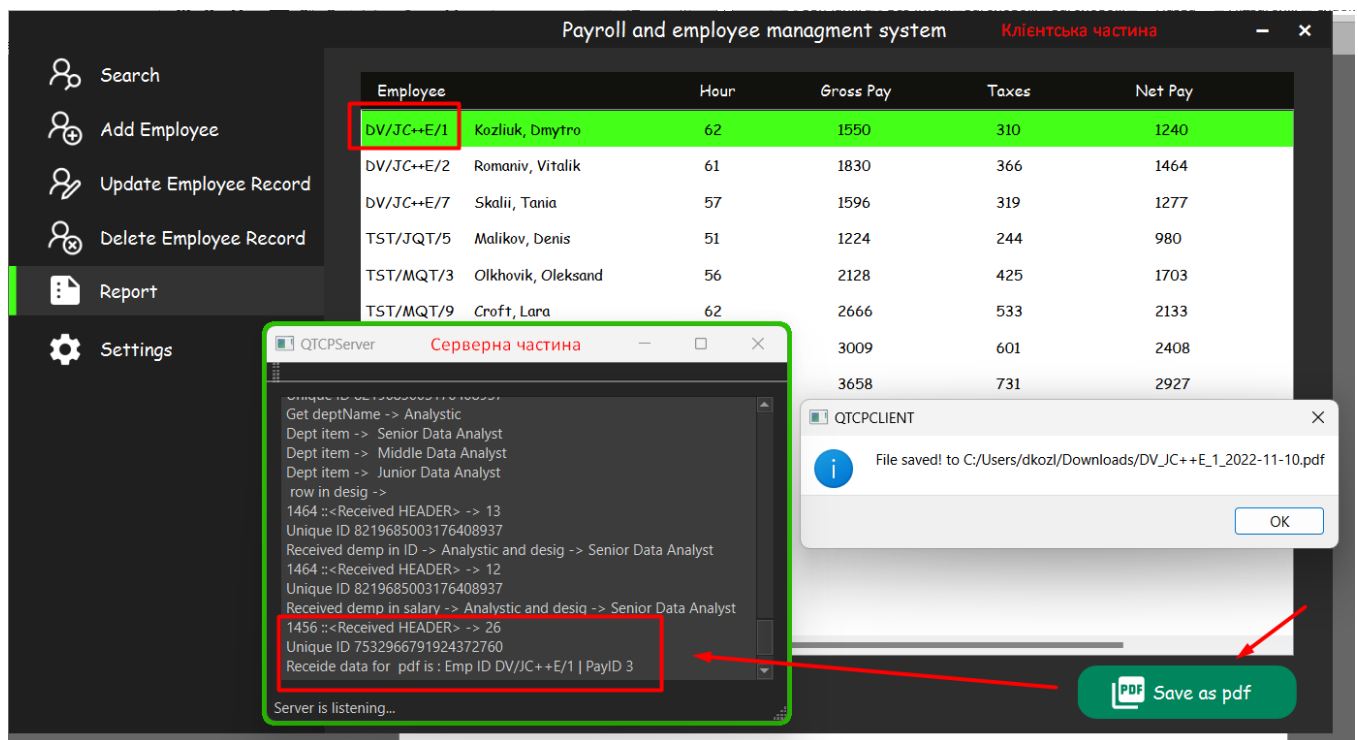 Payroll and employee managment system Клієнтська частина
Search
Add Employee
Update Employee Record
Delete Employee Record
Report
Settings
Employee Hour Gross Pay Taxes Net Pay
DV/JC++E/1 Kozliuk, Dmytro 62 1550 310 1240
DV/JC++E/2 Romaniv, Vitalik 61 1830 366 1464
DV/JC++E/7 Skalii, Tania 57 1596 319 1277
TST/JQT/5 Malikov, Denis 51 1224 244 980
TST/MQT/3 Olkhovik, Oleksand 56 2128 425 1703
TST/MQT/9 Croft, Lara 62 2666 533 2133
3009 601 2408
3658 731 2927
QTCPServer Серверна частина
Unique ID 8219685003176408937
Get deptName -> Analystic
Dept item -> Senior Data Analyst
Dept item -> Middle Data Analyst
Dept item -> Junior Data Analyst
row in desig ->
1464 ::<Received HEADER> -> 13
Unique ID 8219685003176408937
Received demp in ID -> Analystic and desig -> Senior Data Analyst
1464 ::<Received HEADER> -> 12
Unique ID 8219685003176408937
Received demp in salary -> Analystic and desig -> Senior Data Analyst
1456 ::<Received HEADER> -> 26
Unique ID 7532966791924372760
Receide data for pdf is : Emp ID DV/JC++E/1 | PayID 3
Server is listening...
QTCPCLIENT
File saved! to C:/Users/dkozl/Downloads/DV_JC++E_1_2022-11-10.pdf
OK
PDF Save as pdf